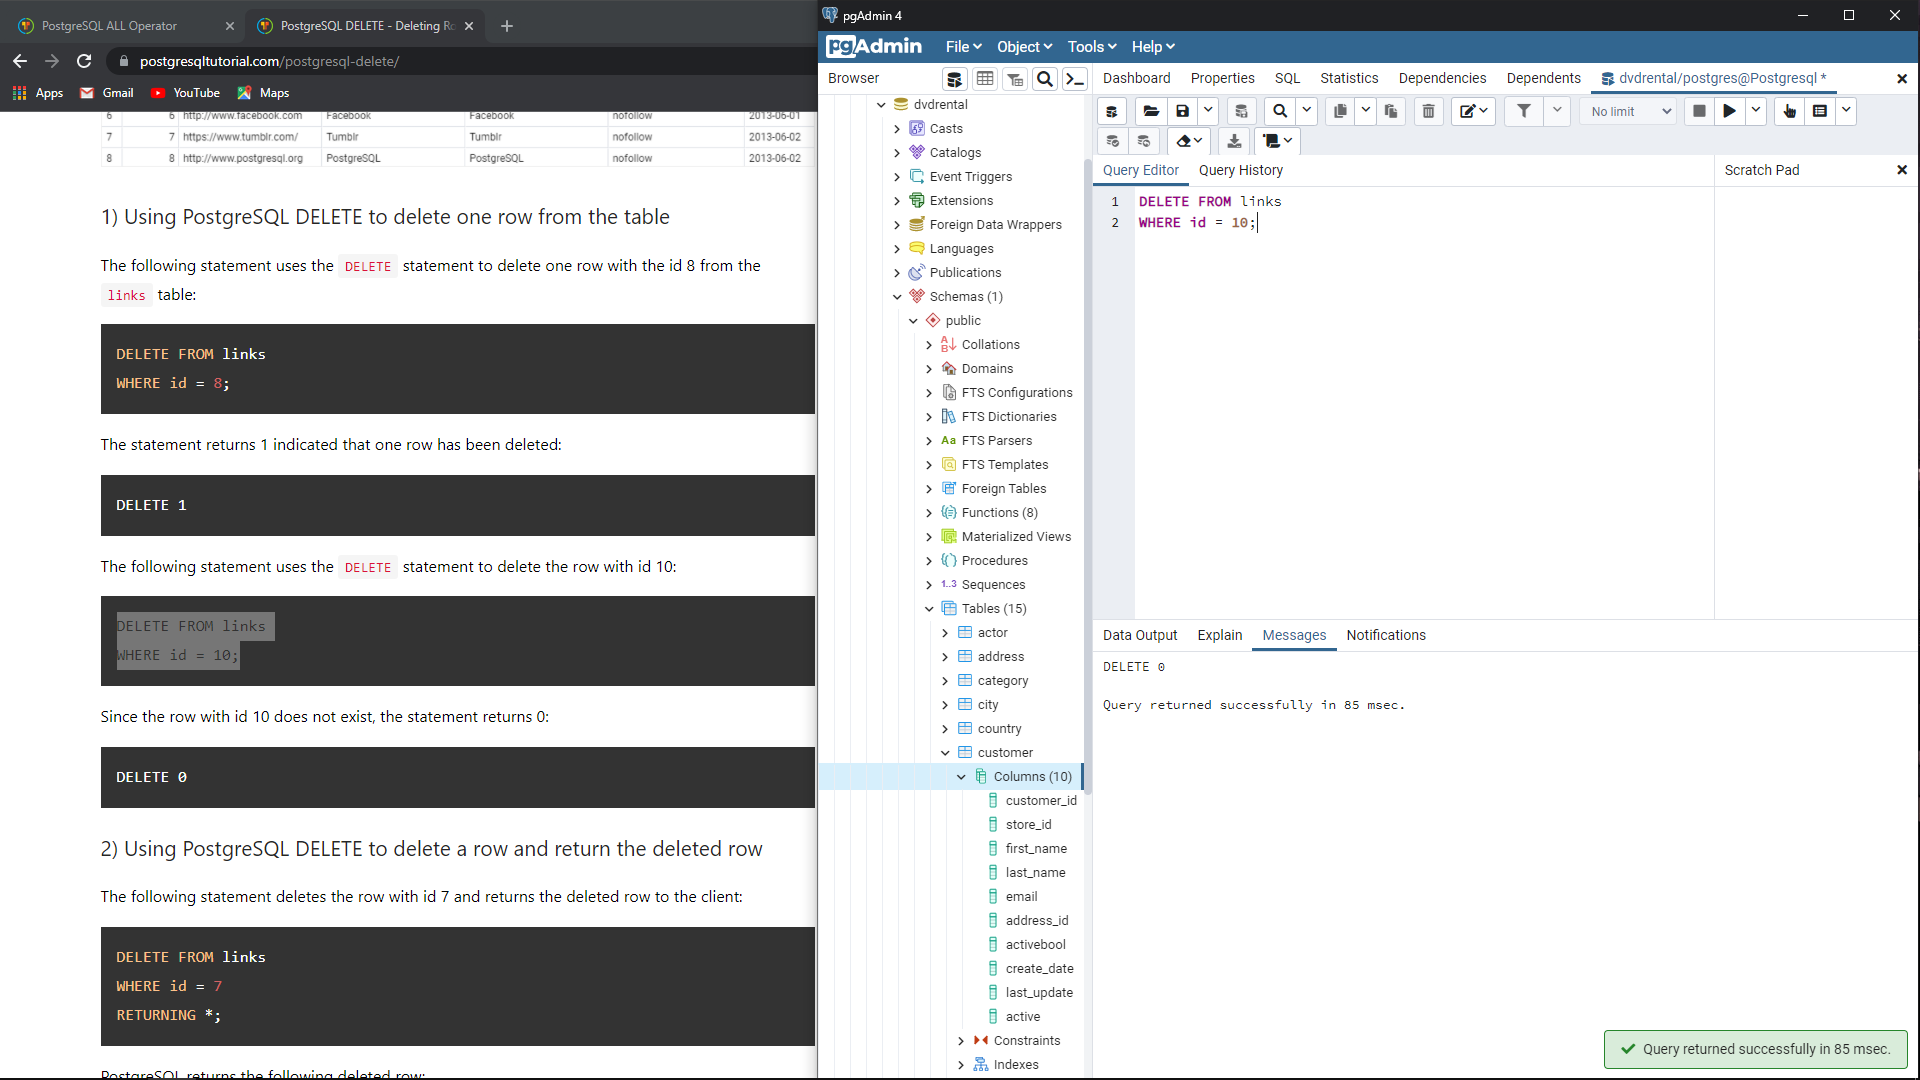 PostgreSQL ALL Operator
PostgreSQL DELETE - Deleting Ro
postgresqltutorial.com/postgresql-delete/
Apps
Gmail
YouTube
Maps
6 6 http://www.facebook.com Facebook Facebook nofollow 2013-06-01
7 7 https://www.tumblr.com/ Tumblr Tumblr nofollow 2013-06-02
8 8 http://www.postgresql.org PostgreSQL PostgreSQL nofollow 2013-06-02
1) Using PostgreSQL DELETE to delete one row from the table
The following statement uses the DELETE statement to delete one row with the id 8 from the
links table:
DELETE FROM links
WHERE id = 8;
The statement returns 1 indicated that one row has been deleted:
DELETE 1
The following statement uses the DELETE statement to delete the row with id 10:
DELETE FROM links
WHERE id = 10;
Since the row with id 10 does not exist, the statement returns 0:
DELETE 0
2) Using PostgreSQL DELETE to delete a row and return the deleted row
The following statement deletes the row with id 7 and returns the deleted row to the client:
DELETE FROM links
WHERE id = 7
RETURNING *;
PostgreSQL returns the following deleted row:
pgAdmin 4
pgAdmin File Object Tools Help
Browser
dvdrental
Casts
Catalogs
Event Triggers
Extensions
Foreign Data Wrappers
Languages
Publications
Schemas (1)
public
Collations
Domains
FTS Configurations
FTS Dictionaries
Aa FTS Parsers
FTS Templates
Foreign Tables
Functions (8)
Materialized Views
Procedures
1..3 Sequences
Tables (15)
actor
address
category
city
country
customer
Columns (10)
customer_id
store_id
first_name
last_name
email
address_id
activebool
create_date
last_update
active
Constraints
Indexes
Dashboard Properties SQL Statistics Dependencies Dependents dvdrental/postgres@Postgresql *
No limit
Query Editor Query History
Scratch Pad
1 DELETE FROM links
2 WHERE id = 10;
Data Output Explain Messages Notifications
DELETE 0
Query returned successfully in 85 msec.
Query returned successfully in 85 msec.